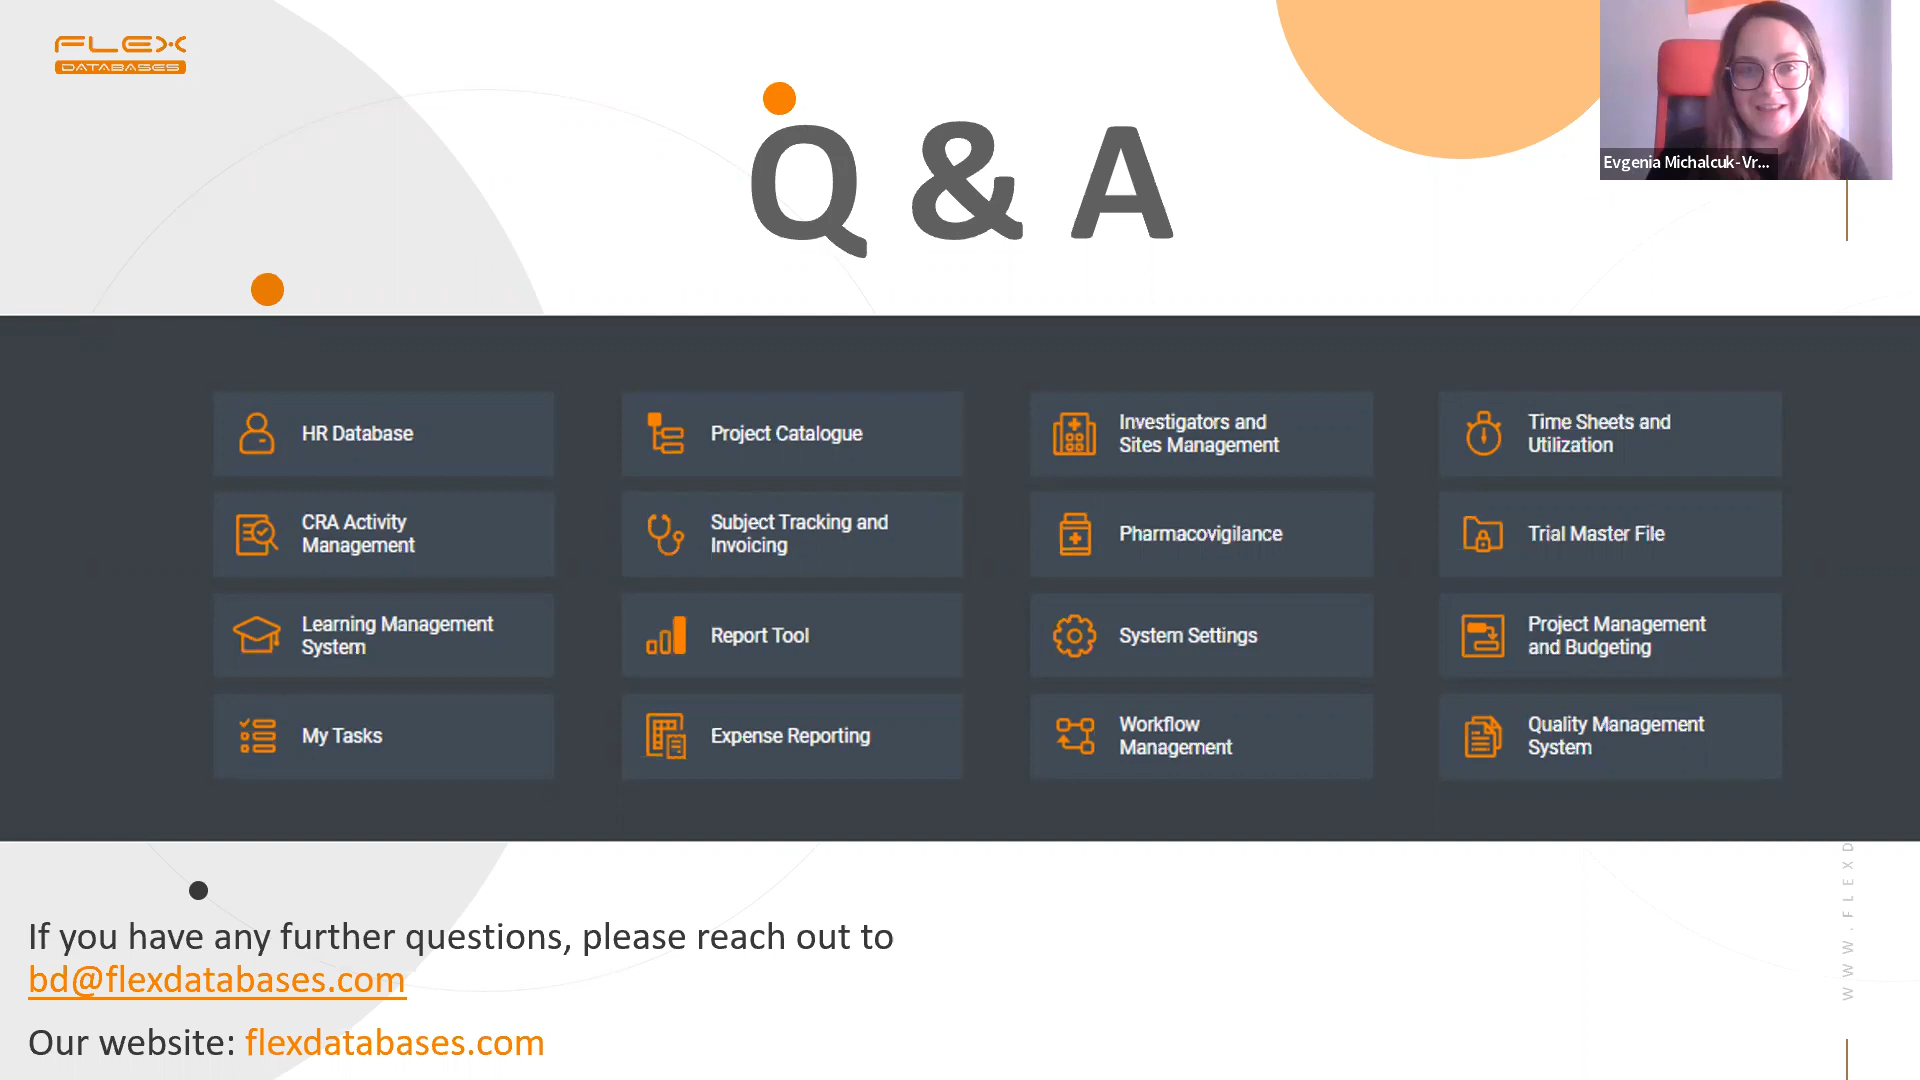 FLEX
DATABASES
Q & A
Evgenia Michalcuk-Vr...
HR Database
Project Catalogue
Investigators and
Sites Management
Time Sheets and
Utilization
CRA Activity
Management
Subject Tracking and
Invoicing
Pharmacovigilance
Trial Master File
Learning Management
System
Report Tool
System Settings
Project Management
and Budgeting
My Tasks
Expense Reporting
Workflow
Management
Quality Management
System
If you have any further questions, please reach out to
bd@flexdatabases.com
Our website: flexdatabases.com
WWW.FLEXD